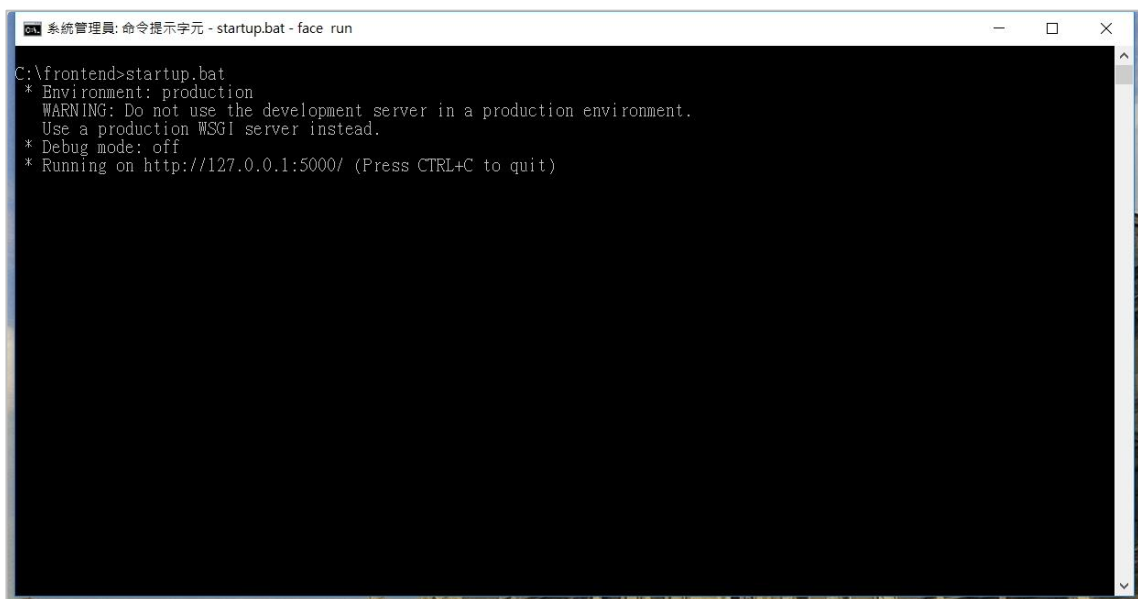 系統管理員: 命令提示字元 - startup.bat - face run
C:\frontend>startup.bat
* Environment: production
WARNING: Do not use the development server in a production environment.
Use a production WSGI server instead.
* Debug mode: off
* Running on http://127.0.0.1:5000/ (Press CTRL+C to quit)